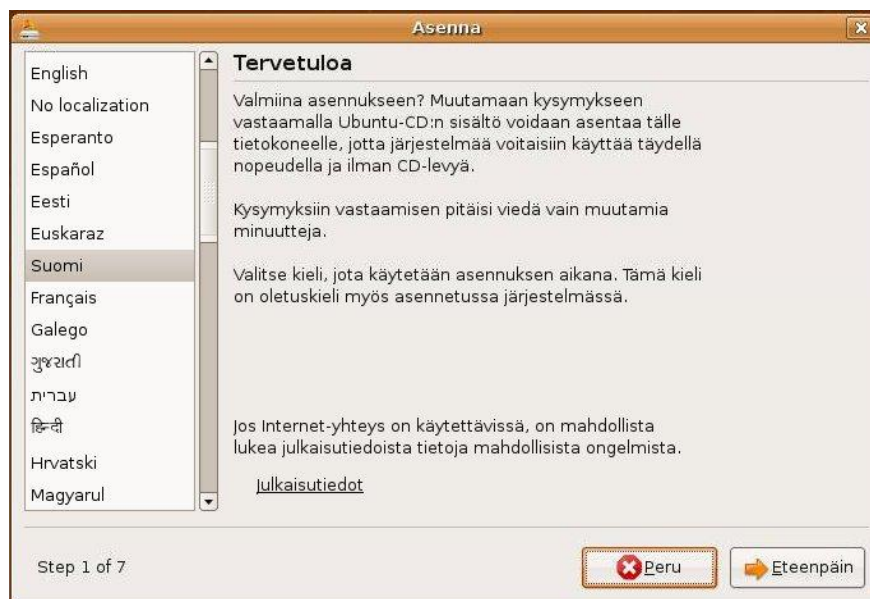 Asenna
English
No localization
Esperanto
Español
Eesti
Euskaraz
Suomi
Français
Galego
ગુજરાતી
עברית
हिन्दी
Hrvatski
Magyarul
Tervetuloa
Valmiina asennukseen? Muutamaan kysymykseen
vastaamalla Ubuntu-CD:n sisältö voidaan asentaa tälle
tietokoneelle, jotta järjestelmää voitaisiin käyttää täydellä
nopeudella ja ilman CD-levyä.
Kysymyksiin vastaamisen pitäisi viedä vain muutamia
minuutteja.
Valitse kieli, jota käytetään asennuksen aikana. Tämä kieli
on oletuskieli myös asennetussa järjestelmässä.
Jos Internet-yhteys on käytettävissä, on mahdollista
lukea julkaisutiedoista tietoja mahdollisista ongelmista.
Julkaisutiedot
Step 1 of 7
Peru
Eteenpäin